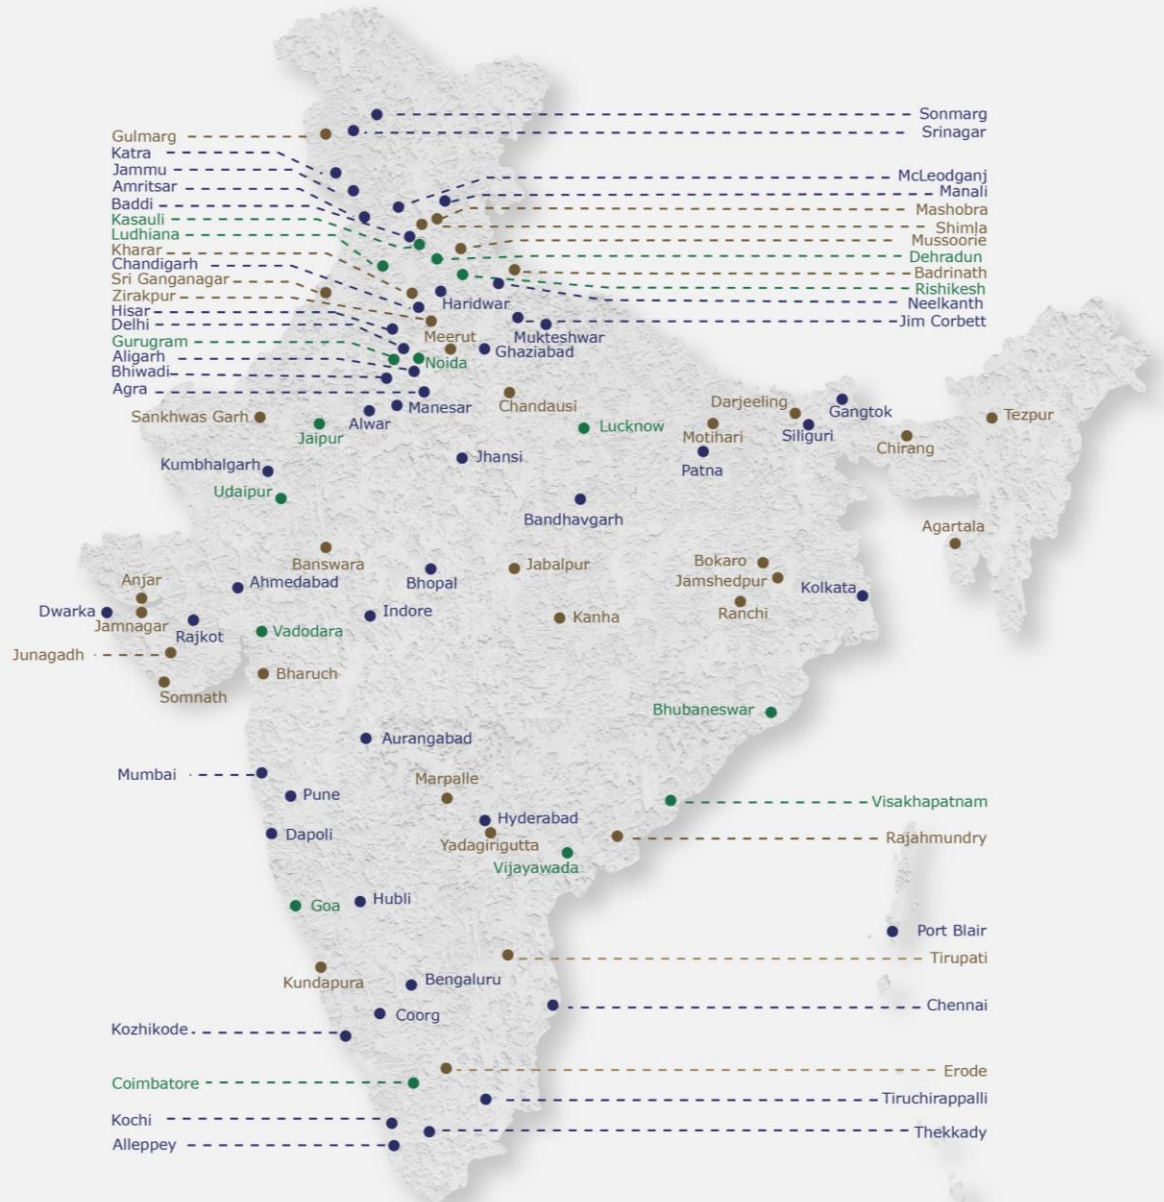 Sonmarg
Srinagar
Gulmarg
Katra
Jammu
Amritsar
Baddi
Kasauli
Ludhiana
Kharar
Chandigarh
Sri Ganganagar
Zirakpur
Hisar
Delhi
Gurugram
Aligarh
Bhiwadi
Agra
McLeodganj
Manali
Mashobra
Shimla
Mussoorie
Dehradun
Badrinath
Rishikesh
Neelkanth
Jim Corbett
Haridwar
Mukteshwar
Meerut
Ghaziabad
Noida
Sankhwas Garh
Jaipur
Alwar
Manesar
Chandausi
Lucknow
Darjeeling
Motihari
Siliguri
Gangtok
Tezpur
Chirang
Kumbhalgarh
Jhansi
Patna
Udaipur
Bandhavgarh
Agartala
Banswara
Bhopal
Jabalpur
Bokaro
Jamshedpur
Ranchi
Kolkata
Anjar
Ahmedabad
Dwarka
Jamnagar
Rajkot
Indore
Kanha
Vadodara
Junagadh
Bharuch
Somnath
Bhubaneswar
Aurangabad
Mumbai
Marpalle
Pune
Visakhapatnam
Hyderabad
Dapoli
Yadagirigutta
Rajahmundry
Vijayawada
Goa
Hubli
Port Blair
Tirupati
Kundapura
Bengaluru
Chennai
Coorg
Kozhikode
Erode
Coimbatore
Tiruchirappalli
Kochi
Thekkady
Alleppey